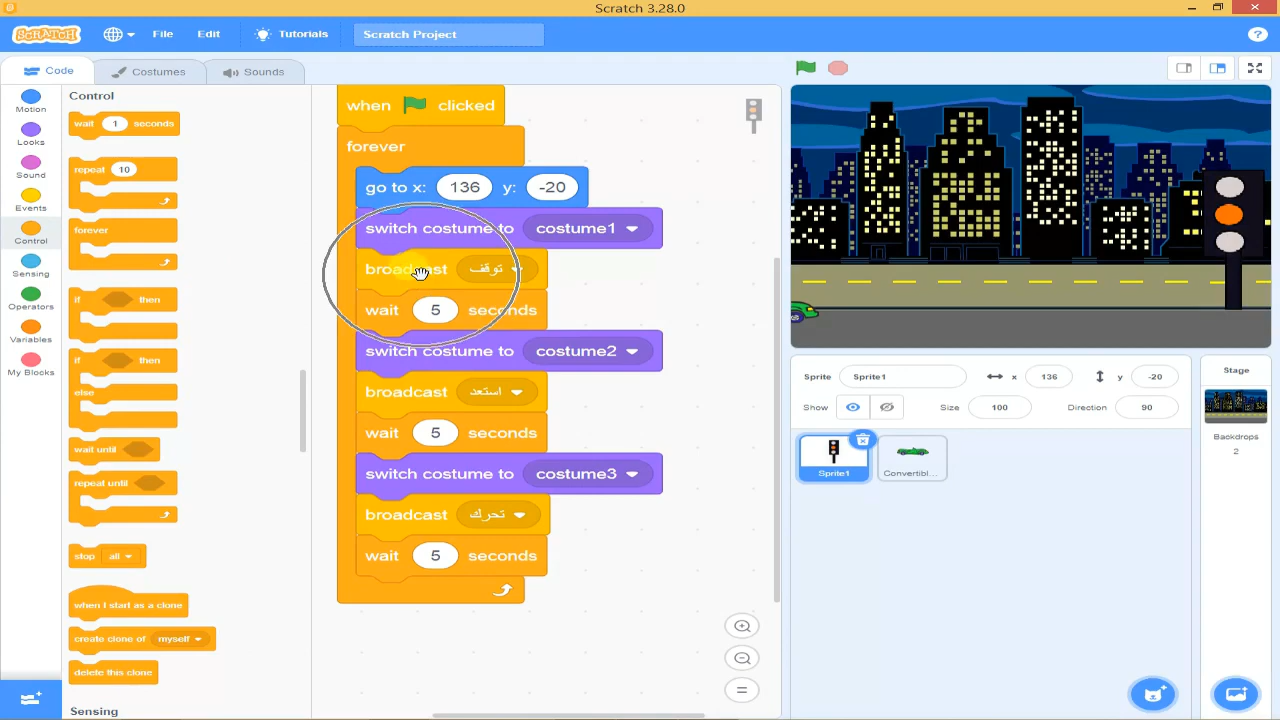 Scratch 3.28.0
SCRATCH File Edit Tutorials Scratch Project
Code Costumes Sounds
Motion
Looks
Sound
Events
Control
Sensing
Operators
Variables
My Blocks
Control
wait 1 seconds
repeat 10
forever
if then
if then
else
wait until
repeat until
stop all
when I start as a clone
create clone of myself
delete this clone
Sensing
when clicked
forever
go to x: 136 y: -20
switch costume to costume1
broadcast توقف
wait 5 seconds
switch costume to costume2
broadcast استعد
wait 5 seconds
switch costume to costume3
broadcast تحرك
wait 5 seconds
Sprite Sprite1 x 136 y -20
Show Size 100 Direction 90
Sprite1
Convertibl...
Stage
Backdrops
2